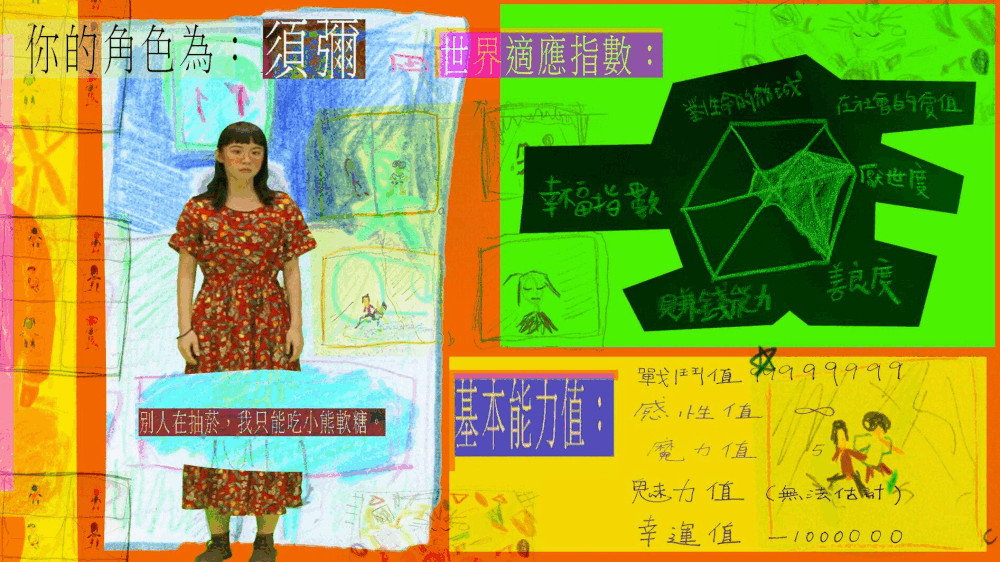 你的角色為：須彌
別人在抽菸，我只能吃小熊軟糖。
世界適應指數：
對生命的熱誠
在社會的價值
厭世度
善良度
賺錢能力
幸福指數
基本能力值：
戰鬥值 99999999
感性值 ∞
魔力值 5
魅力值 （無法估計）
幸運值 -1000000